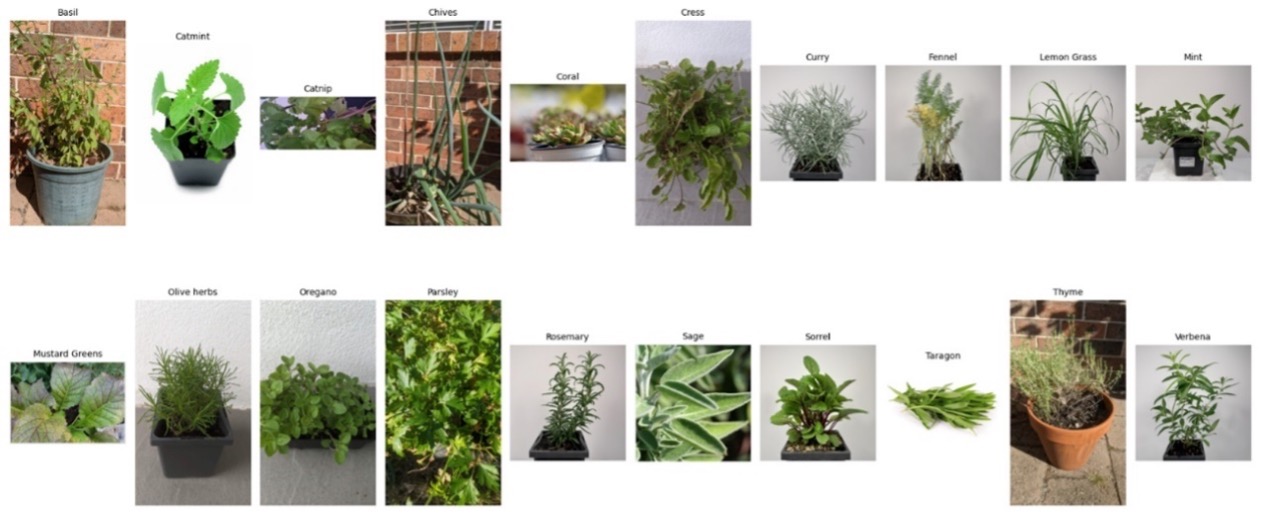 Basil
Catmint
Catnip
Chives
Coral
Cress
Curry
Fennel
Lemon Grass
Mint
Mustard Greens
Olive herbs
Oregano
Parsley
Rosemary
Sage
Sorrel
Taragon
Thyme
Verbena